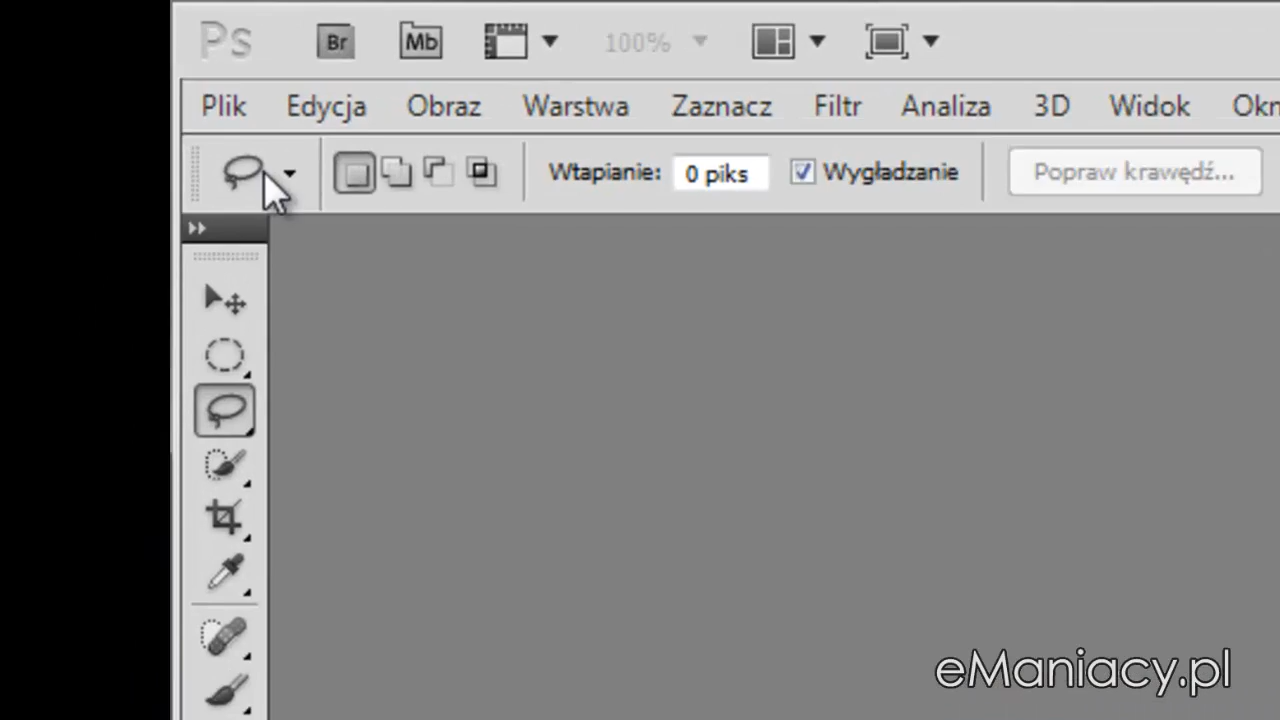 Ps Br Mb 100%
Plik Edycja Obraz Warstwa Zaznacz Filtr Analiza 3D Widok Okn
Wtapianie: 0 piks Wygładzanie Popraw krawędź...
eManiacy.pl